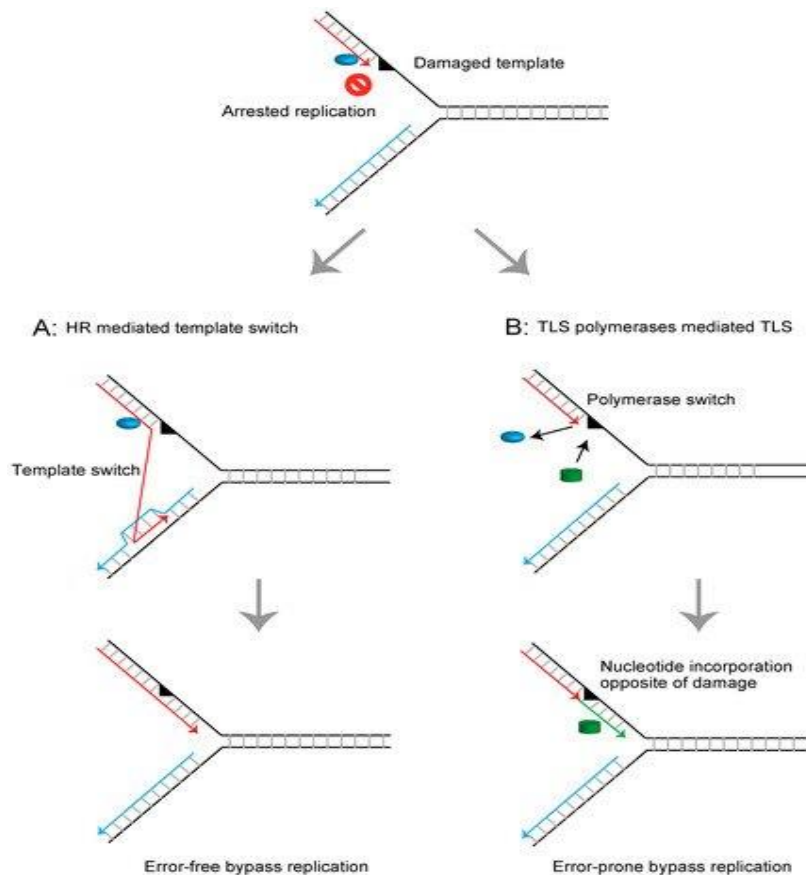 Damaged template
Arrested replication
A: HR mediated template switch
B: TLS polymerases mediated TLS
Polymerase switch
Template switch
Nucleotide incorporation
opposite of damage
Error-free bypass replication
Error-prone bypass replication